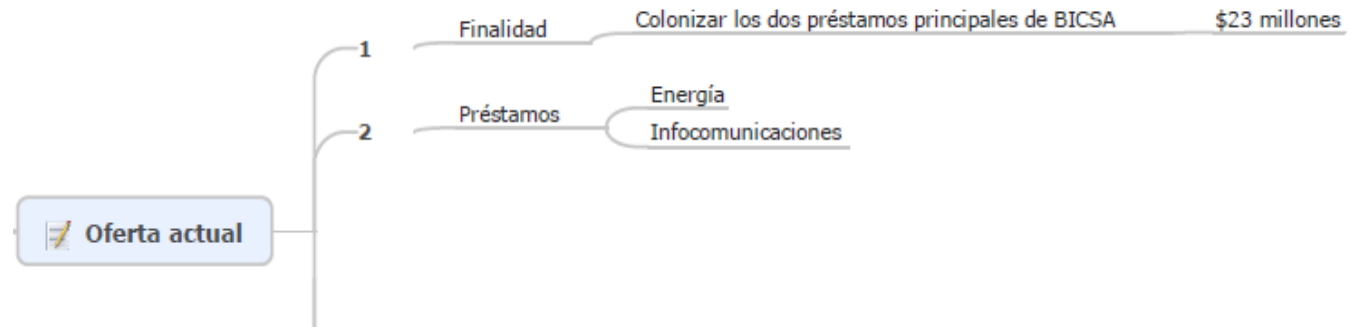 1 Finalidad Colonizar los dos préstamos principales de BICSA $23 millones
2 Préstamos
Energía
Infocomunicaciones
Oferta actual